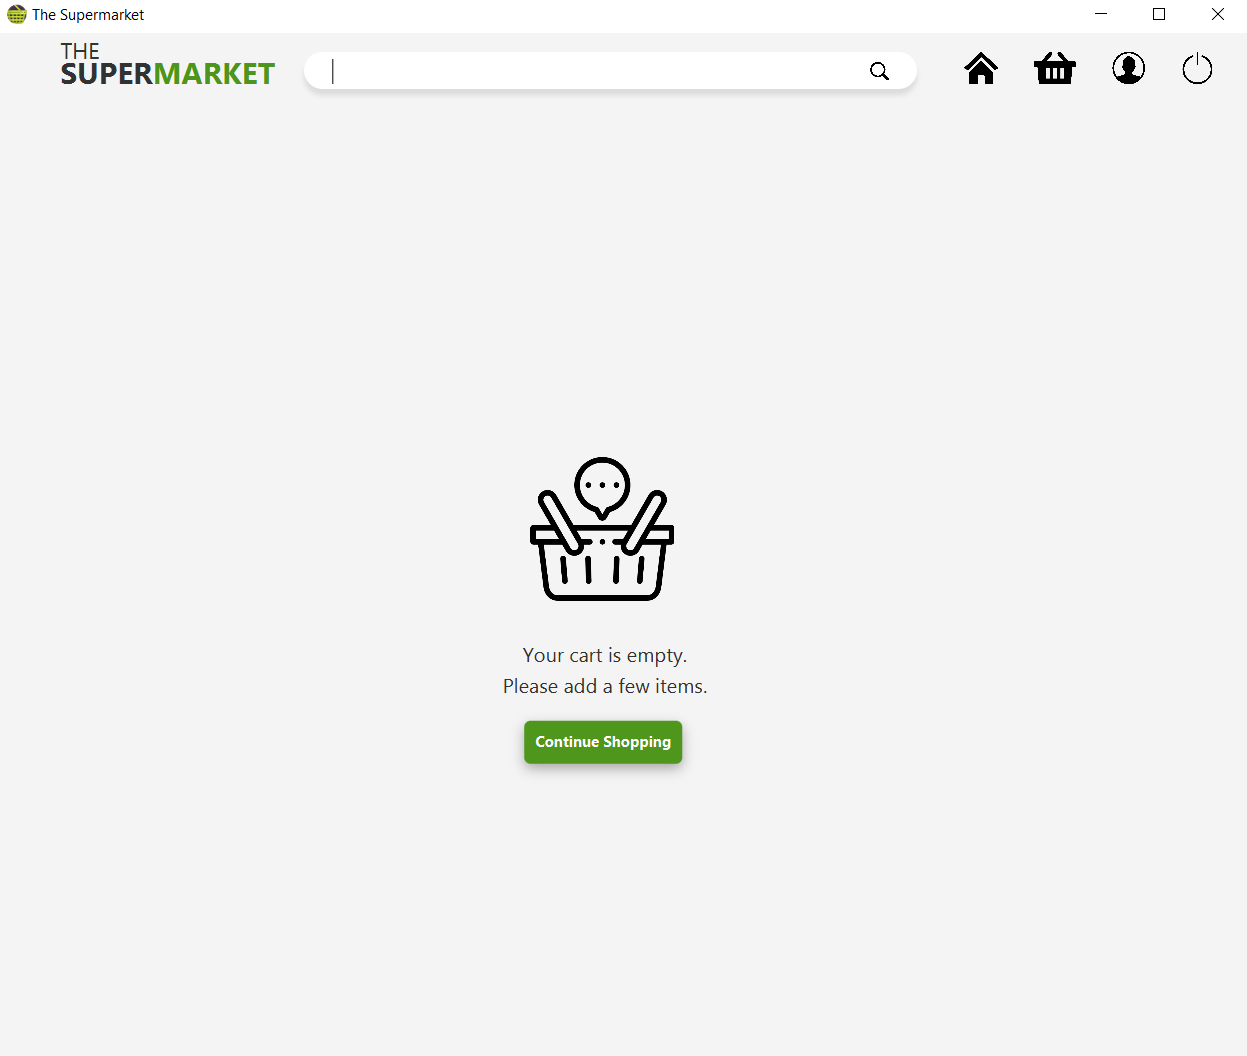 The Supermarket
THE
SUPERMARKET
Your cart is empty.
Please add a few items.
Continue Shopping